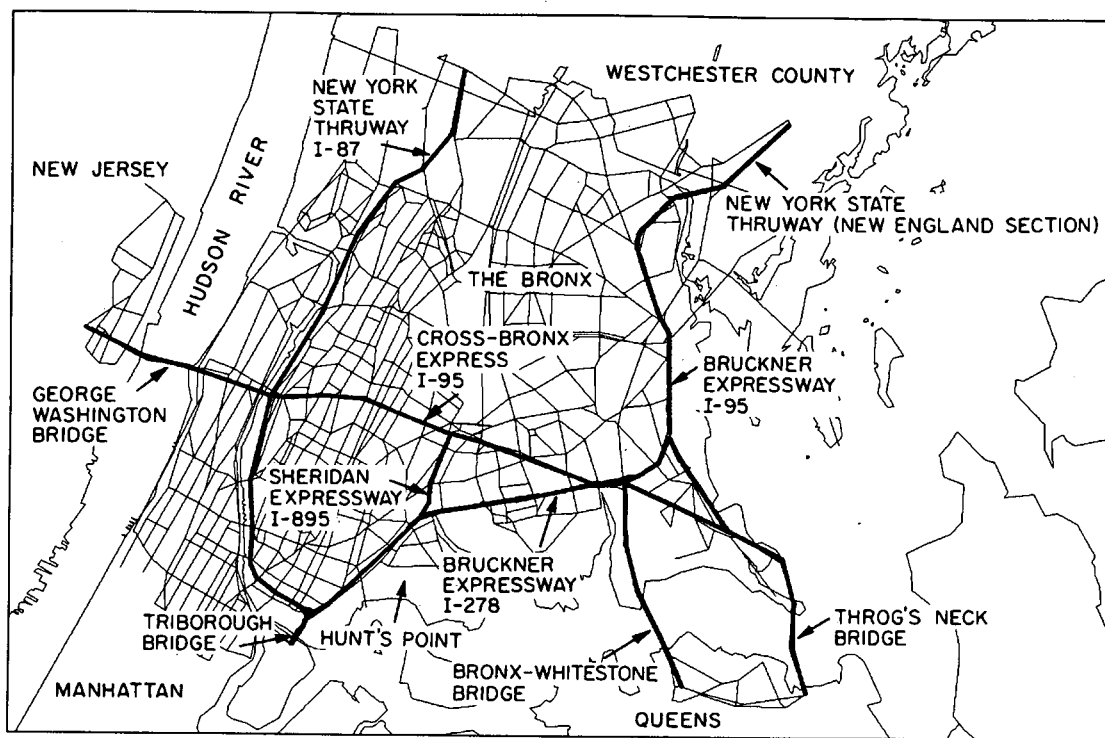 WESTCHESTER COUNTY
NEW YORK
STATE
THRUWAY
I-87
NEW JERSEY
HUDSON RIVER
NEW YORK STATE
THRUWAY (NEW ENGLAND SECTION)
THE BRONX
CROSS-BRONX
EXPRESS
I-95
BRUCKNER
EXPRESSWAY
I-95
GEORGE
WASHINGTON
BRIDGE
SHERIDAN
EXPRESSWAY
I-895
BRUCKNER
EXPRESSWAY
I-278
TRIBOROUGH
BRIDGE
HUNT'S POINT
THROG'S NECK
BRIDGE
BRONX-WHITESTONE
BRIDGE
MANHATTAN
QUEENS